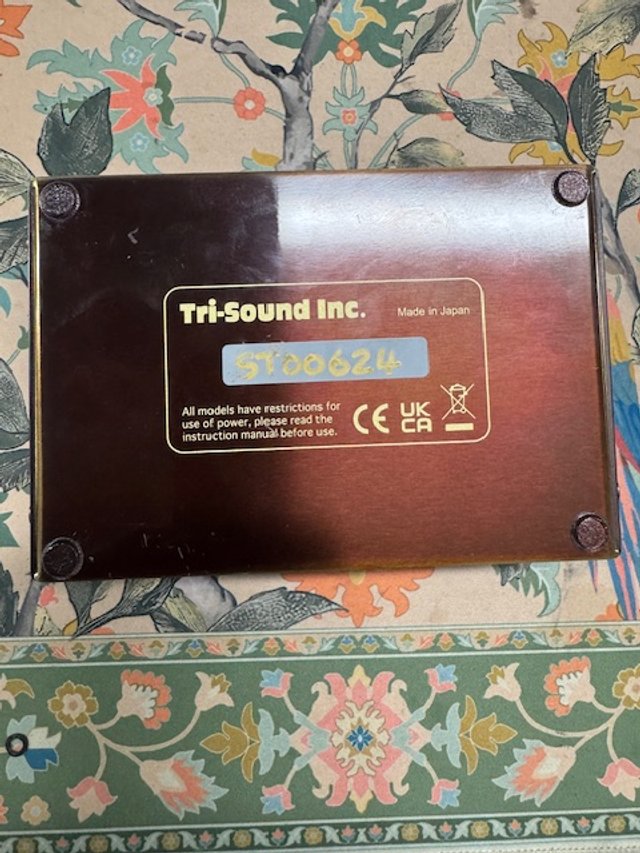 Tri-Sound Inc.
Made in Japan
ST00624
All models have restrictions for
use of power, please read the
instruction manual before use.
CE
UK
CA